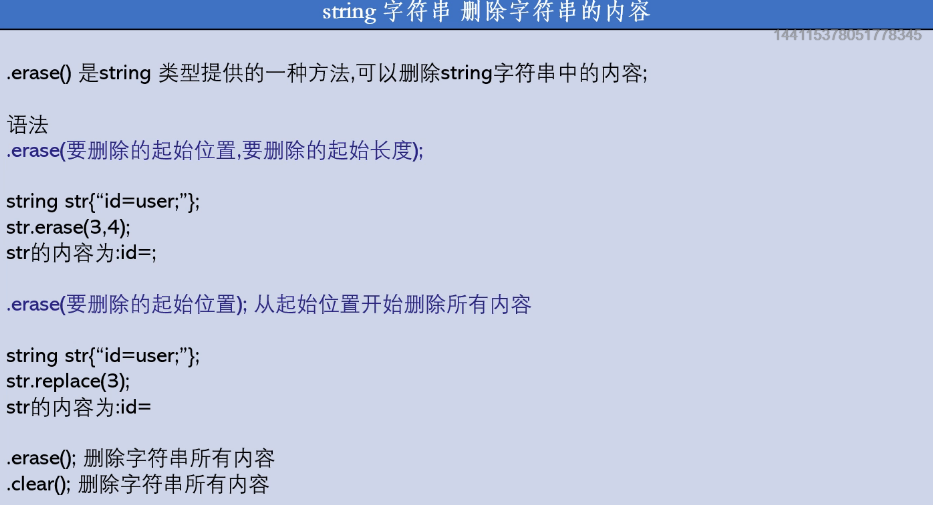 string 字符串 删除字符串的内容
144115378051778345
.erase() 是string 类型提供的一种方法,可以删除string字符串中的内容;
语法
.erase(要删除的起始位置,要删除的起始长度);
string str{“id=user;”};
str.erase(3,4);
str的内容为:id=;
.erase(要删除的起始位置); 从起始位置开始删除所有内容
string str{“id=user;”};
str.replace(3);
str的内容为:id=
.erase(); 删除字符串所有内容
.clear(); 删除字符串所有内容